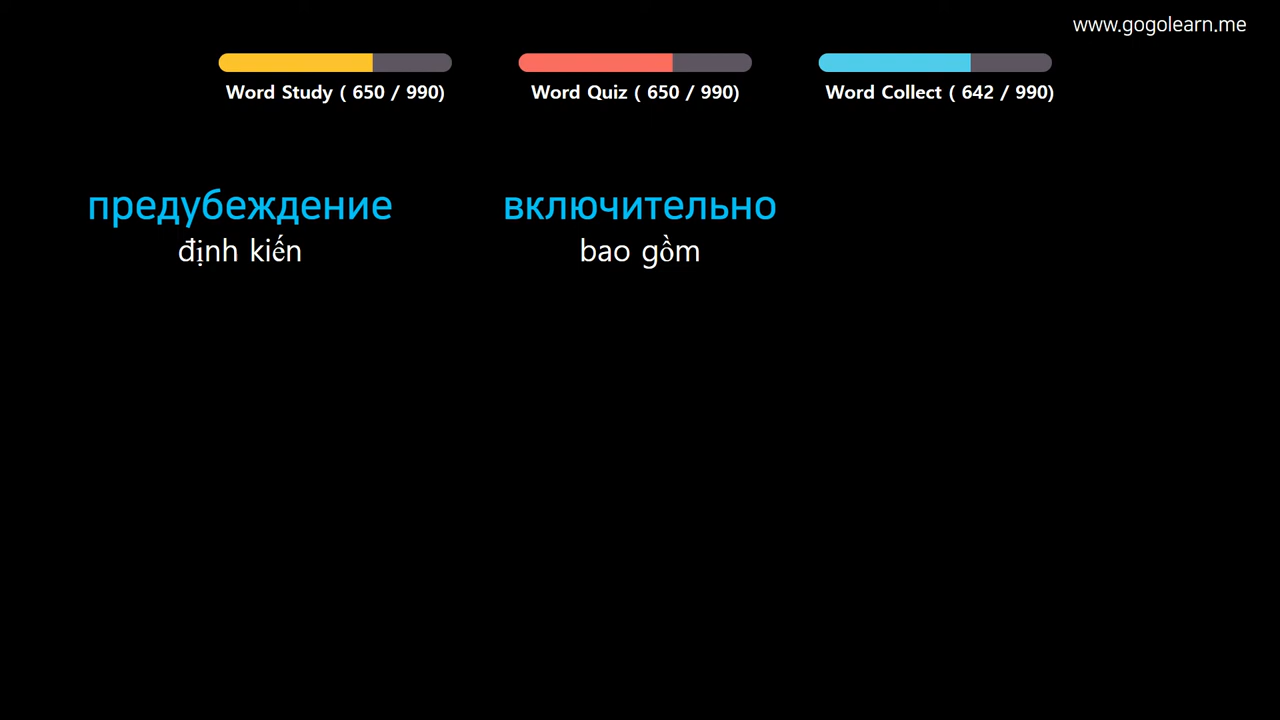 www.gogolearn.me
Word Study ( 650 / 990)
Word Quiz ( 650 / 990)
Word Collect ( 642 / 990)
предубеждение
định kiến
включительно
bao gồm